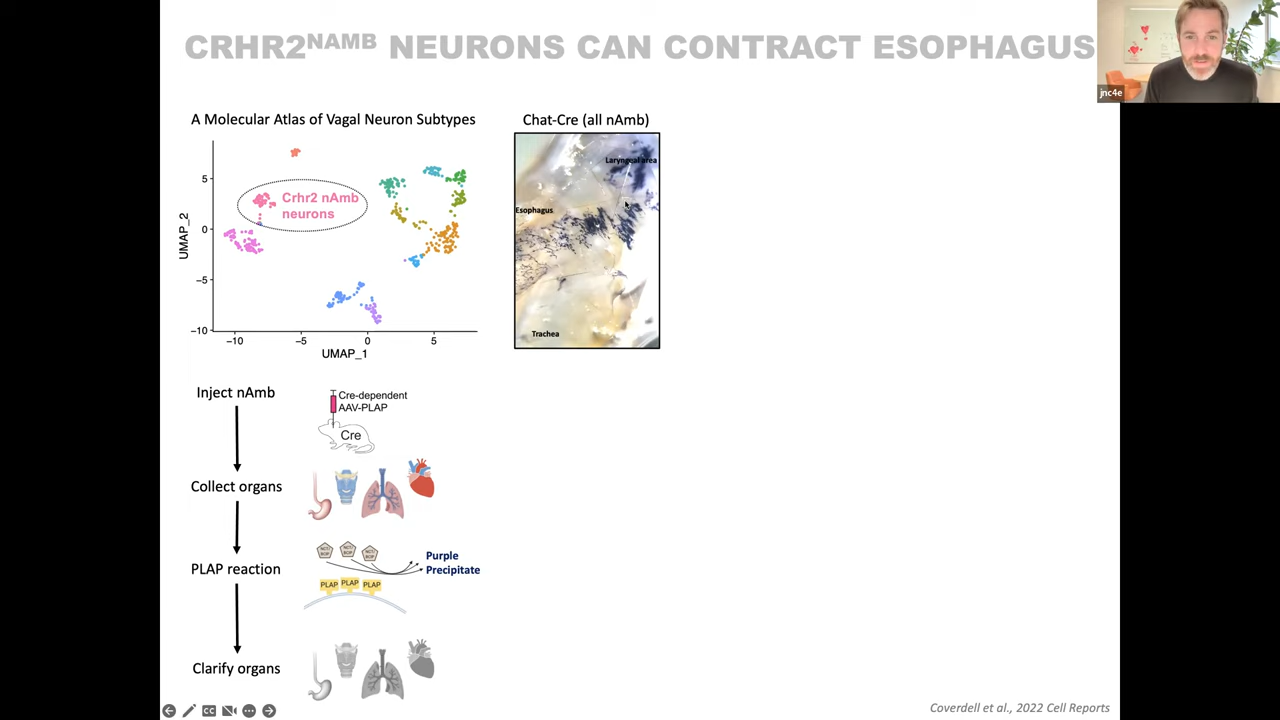 CRHR2NAMB NEURONS CAN CONTRACT ESOPHAGUS
jnc4e
A Molecular Atlas of Vagal Neuron Subtypes
Chat-Cre (all nAmb)
Crhr2 nAmb
neurons
5
0
−5
−10
UMAP_2
−10
−5
0
5
UMAP_1
Laryngeal area
Esophagus
Trachea
Inject nAmb
Cre-dependent
AAV-PLAP
Cre
Collect organs
PLAP reaction
Purple
Precipitate
PLAP
PLAP
PLAP
Clarify organs
CC
Coverdell et al., 2022 Cell Reports